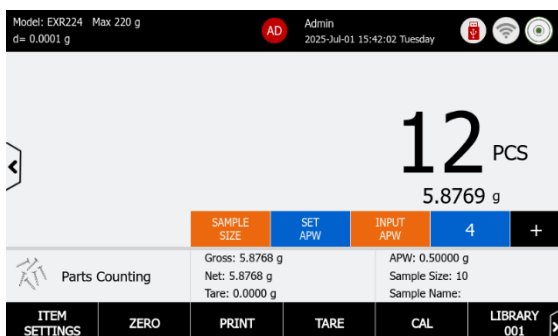 Model: EXR224 Max 220 g
d= 0.0001 g
AD
Admin
2025-Jul-01 15:42:02 Tuesday
12 PCS
5.8769 g
SAMPLE SIZE
SET APW
INPUT APW
4
+
Parts Counting
Gross: 5.8768 g
Net: 5.8768 g
Tare: 0.0000 g
APW: 0.50000 g
Sample Size: 10
Sample Name:
ITEM SETTINGS
ZERO
PRINT
TARE
CAL
LIBRARY 001